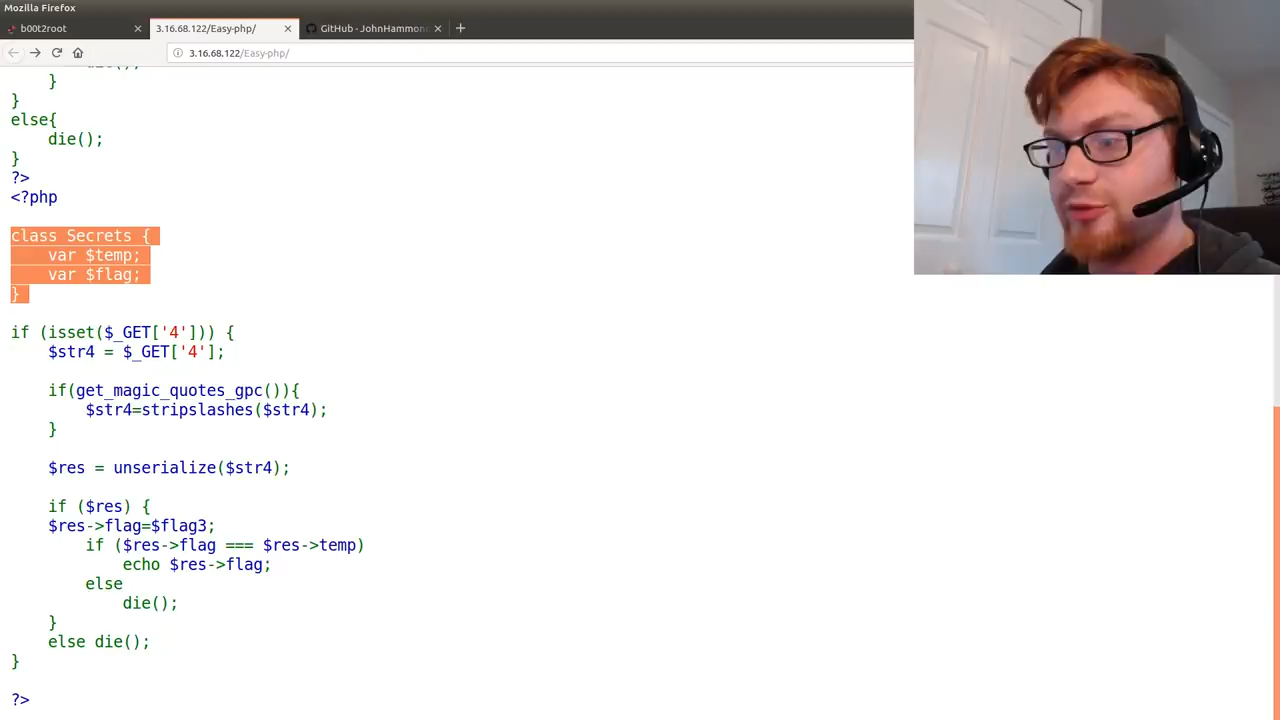 Mozilla Firefox
b00t2root
3.16.68.122/Easy-php/
GitHub - JohnHammon
3.16.68.122/Easy-php/
die();
}
}
else{
die();
}
?>
<?php
class Secrets {
var $temp;
var $flag;
}
if (isset($_GET['4'])) {
$str4 = $_GET['4'];
if(get_magic_quotes_gpc()){
$str4=stripslashes($str4);
}
$res = unserialize($str4);
if ($res) {
$res->flag=$flag3;
if ($res->flag === $res->temp)
echo $res->flag;
else
die();
}
else die();
}
?>